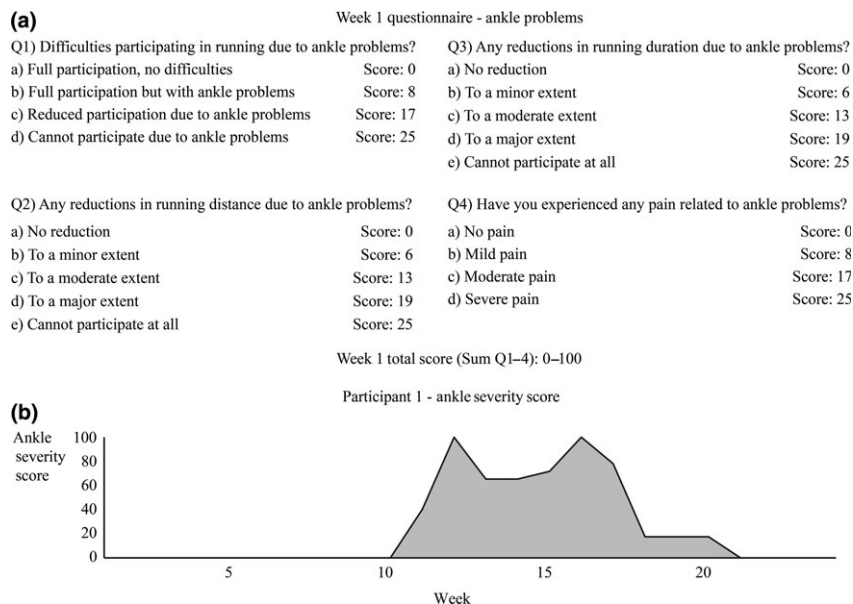 (a)
Week 1 questionnaire - ankle problems
Q1) Difficulties participating in running due to ankle problems?
a) Full participation, no difficulties Score: 0
b) Full participation but with ankle problems Score: 8
c) Reduced participation due to ankle problems Score: 17
d) Cannot participate due to ankle problems Score: 25
Q2) Any reductions in running distance due to ankle problems?
a) No reduction Score: 0
b) To a minor extent Score: 6
c) To a moderate extent Score: 13
d) To a major extent Score: 19
e) Cannot participate at all Score: 25
Q3) Any reductions in running duration due to ankle problems?
a) No reduction Score: 0
b) To a minor extent Score: 6
c) To a moderate extent Score: 13
d) To a major extent Score: 19
e) Cannot participate at all Score: 25
Q4) Have you experienced any pain related to ankle problems?
a) No pain Score: 0
b) Mild pain Score: 8
c) Moderate pain Score: 17
d) Severe pain Score: 25
Week 1 total score (Sum Q1–4): 0–100
(b)
Participant 1 - ankle severity score
Ankle
severity
score
100
80
60
40
20
0
5 10 15 20
Week